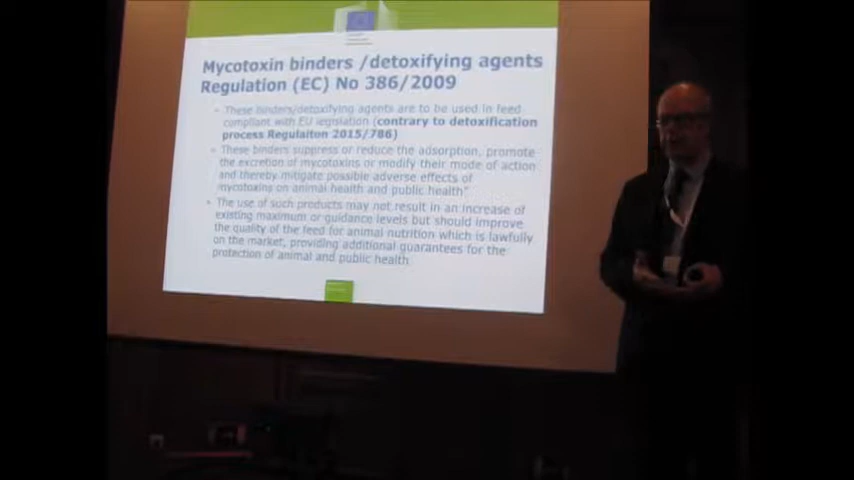 Mycotoxin binders /detoxifying agents
Regulation (EC) No 386/2009
These binders/detoxifying agents are to be used in feed
compliant with EU legislation (contrary to detoxification
process Regulaiton 2015/786)
These binders suppress or reduce the adsorption, promote
the excretion of mycotoxins or modify their mode of action
and thereby mitigate possible adverse effects of
mycotoxins on animal health and public health"
The use of such products may not result in an increase of
existing maximum or guidance levels but should improve
the quality of the feed for animal nutrition which is lawfully
on the market, providing additional guarantees for the
protection of animal and public health